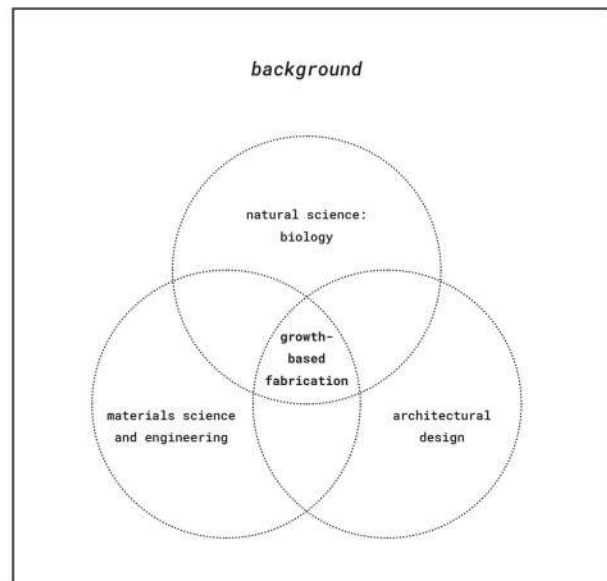 background
natural science:
biology
growth-
based
fabrication
materials science
and engineering
architectural
design